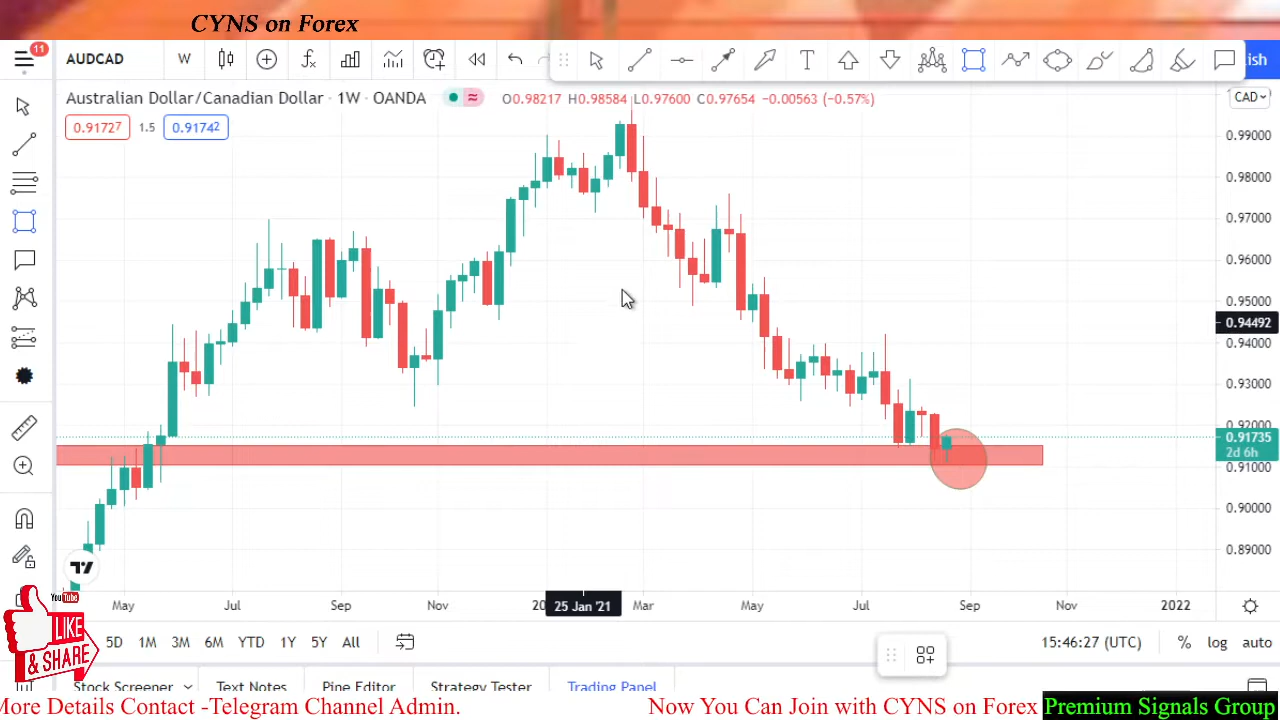 CYNS on Forex
11
AUDCAD W
ish
Australian Dollar/Canadian Dollar · 1W · OANDA O0.98217 H0.98584 L0.97600 C0.97654 −0.00563 (−0.57%)
CAD
0.91727 1.5 0.91742
0.99000
0.98000
0.97000
0.96000
0.95000
0.94492
0.94000
0.93000
0.92000
0.91735
2d 6h
0.91000
0.90000
0.89000
May Jul Sep Nov 20 25 Jan '21 Mar May Jul Sep Nov 2022
YouTube
LIKE
& SHARE
5D 1M 3M 6M YTD 1Y 5Y All 15:46:27 (UTC) % log auto
Stock Screener Text Notes Pine Editor Strategy Tester Trading Panel
More Details Contact -Telegram Channel Admin. Now You Can Join with CYNS on Forex Premium Signals Group